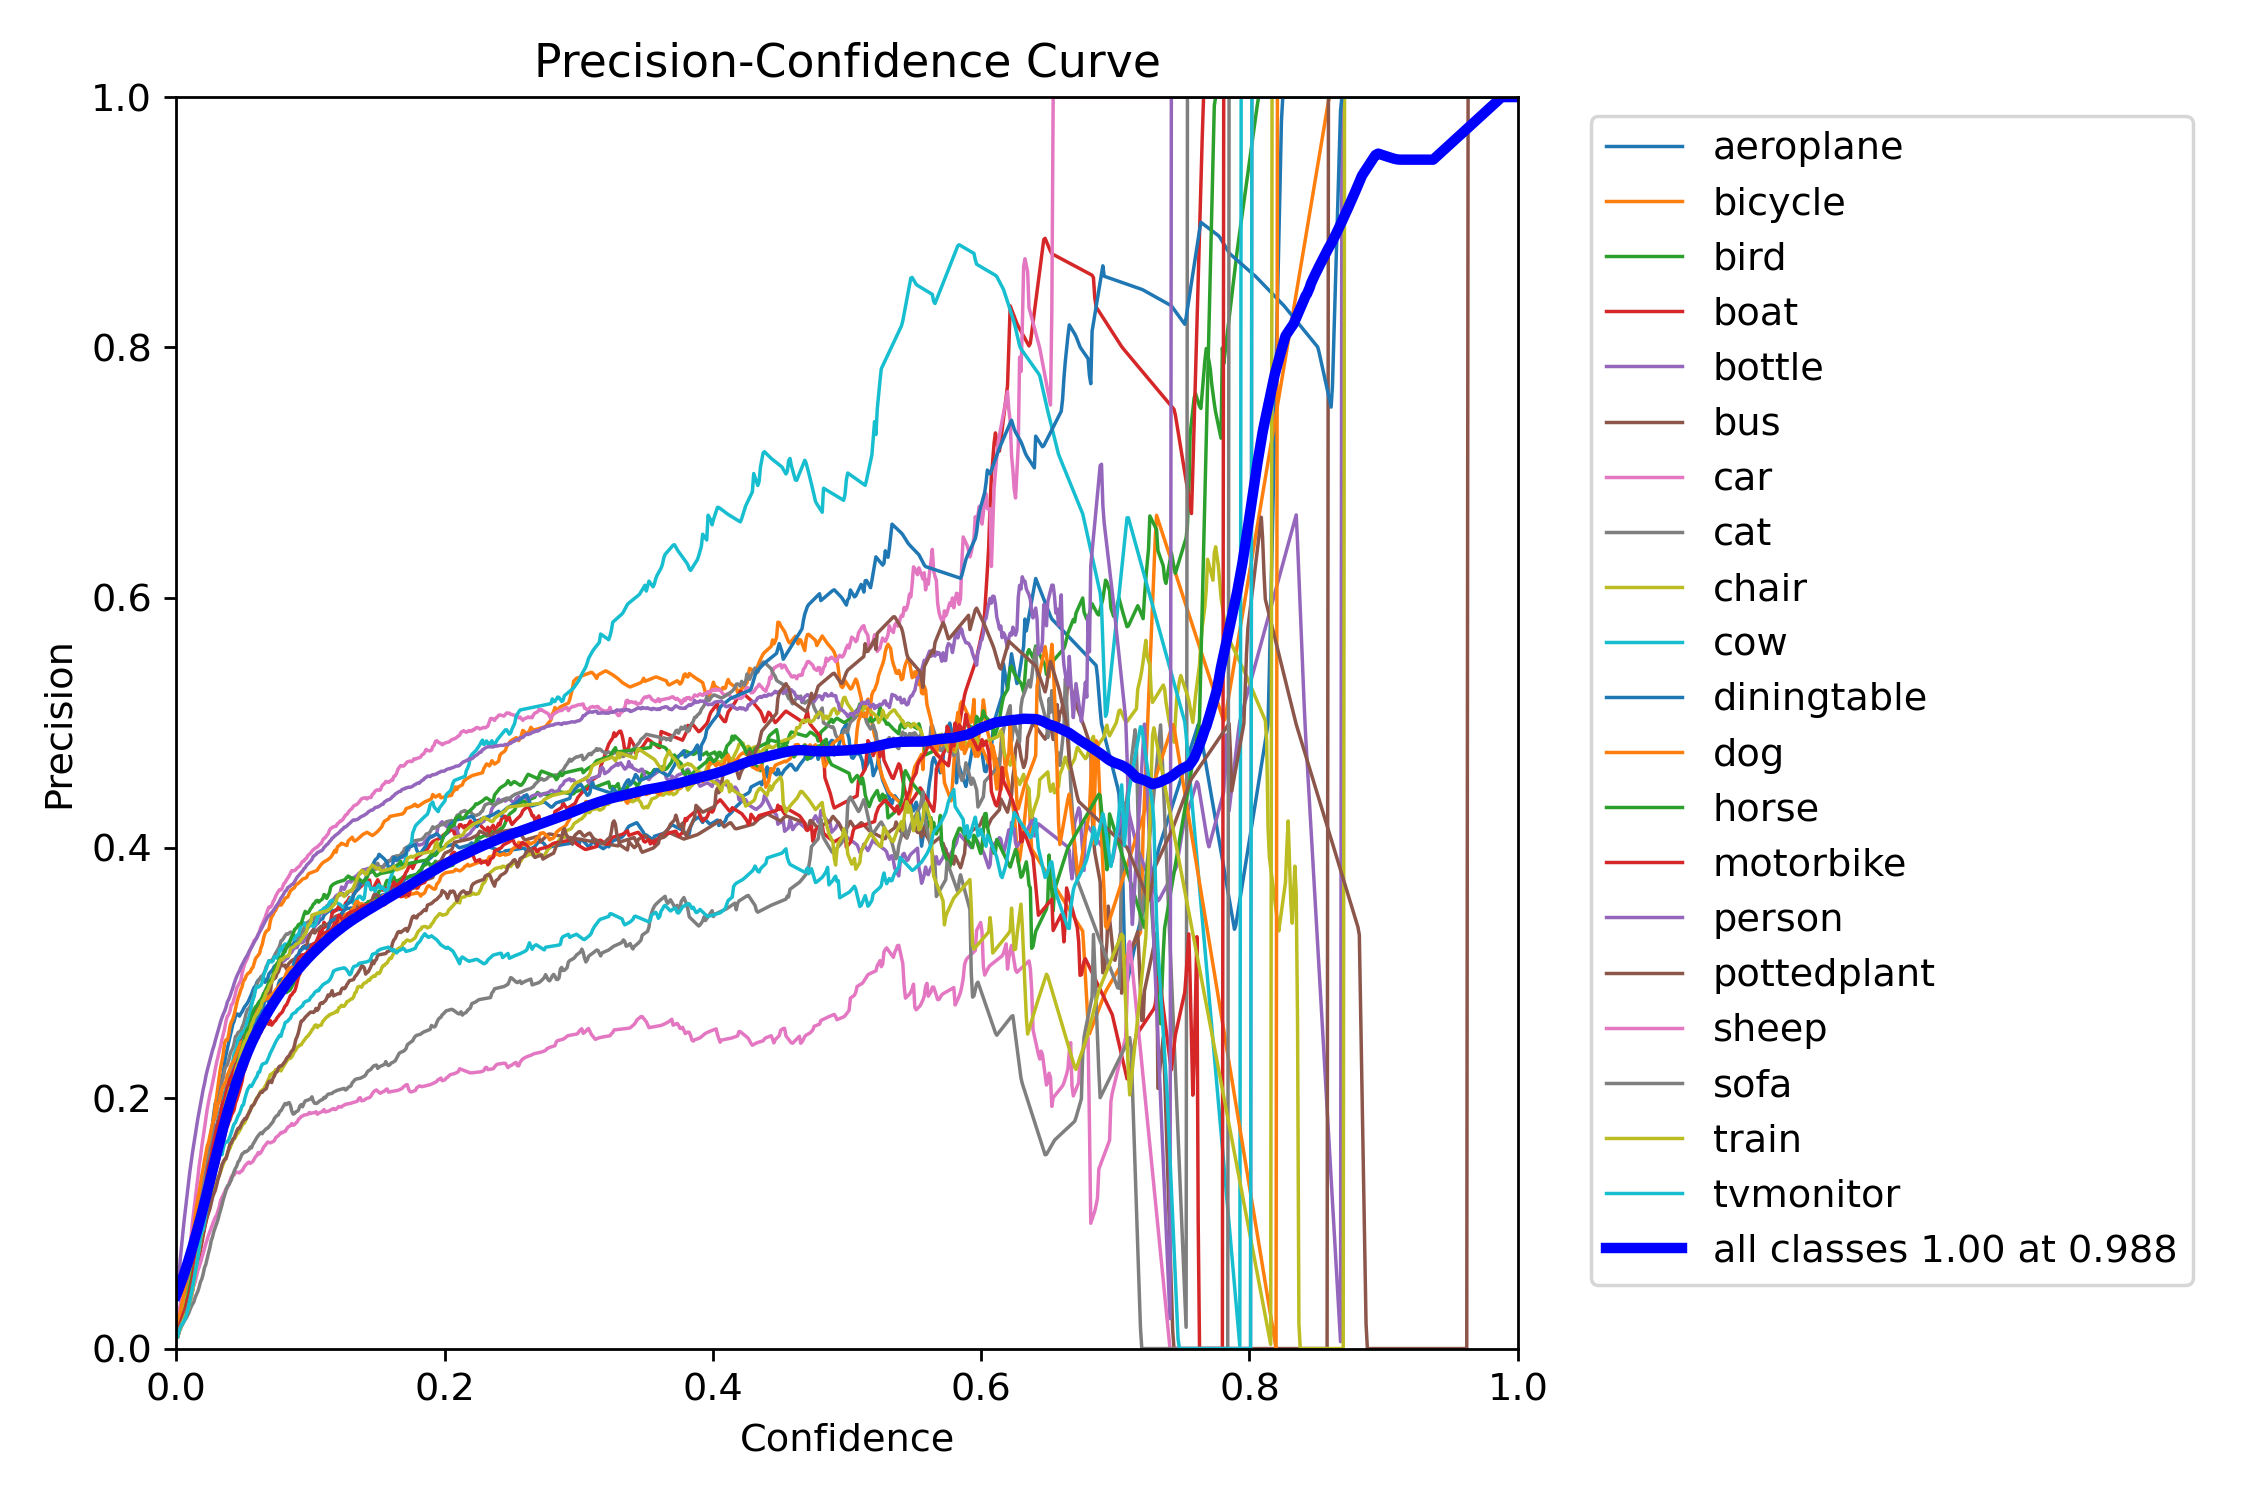 Precision-Confidence Curve
1.0
0.8
0.6
0.4
0.2
0.0
Precision
0.0 0.2 0.4 0.6 0.8 1.0
Confidence
aeroplane
bicycle
bird
boat
bottle
bus
car
cat
chair
cow
diningtable
dog
horse
motorbike
person
pottedplant
sheep
sofa
train
tvmonitor
all classes 1.00 at 0.988